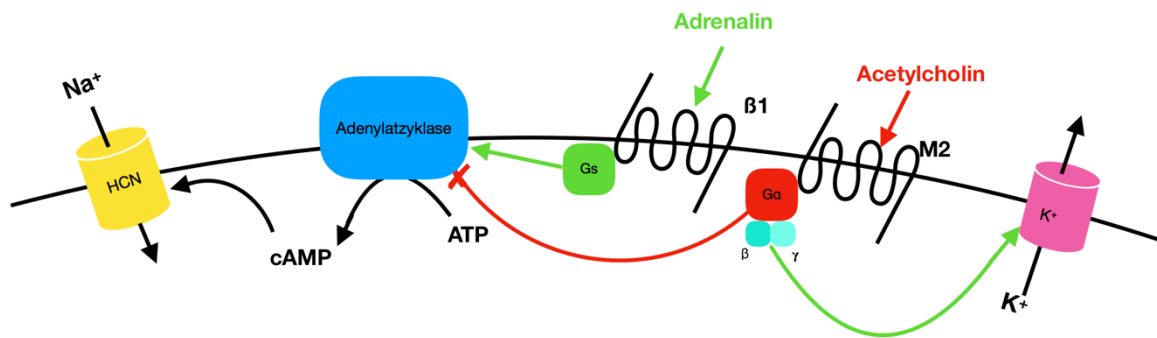 Adrenalin
Acetylcholin
Na⁺
ß1
Adenylatzyklase
M2
HCN
Gs
Gα
K⁺
ATP
cAMP
β
γ
K⁺